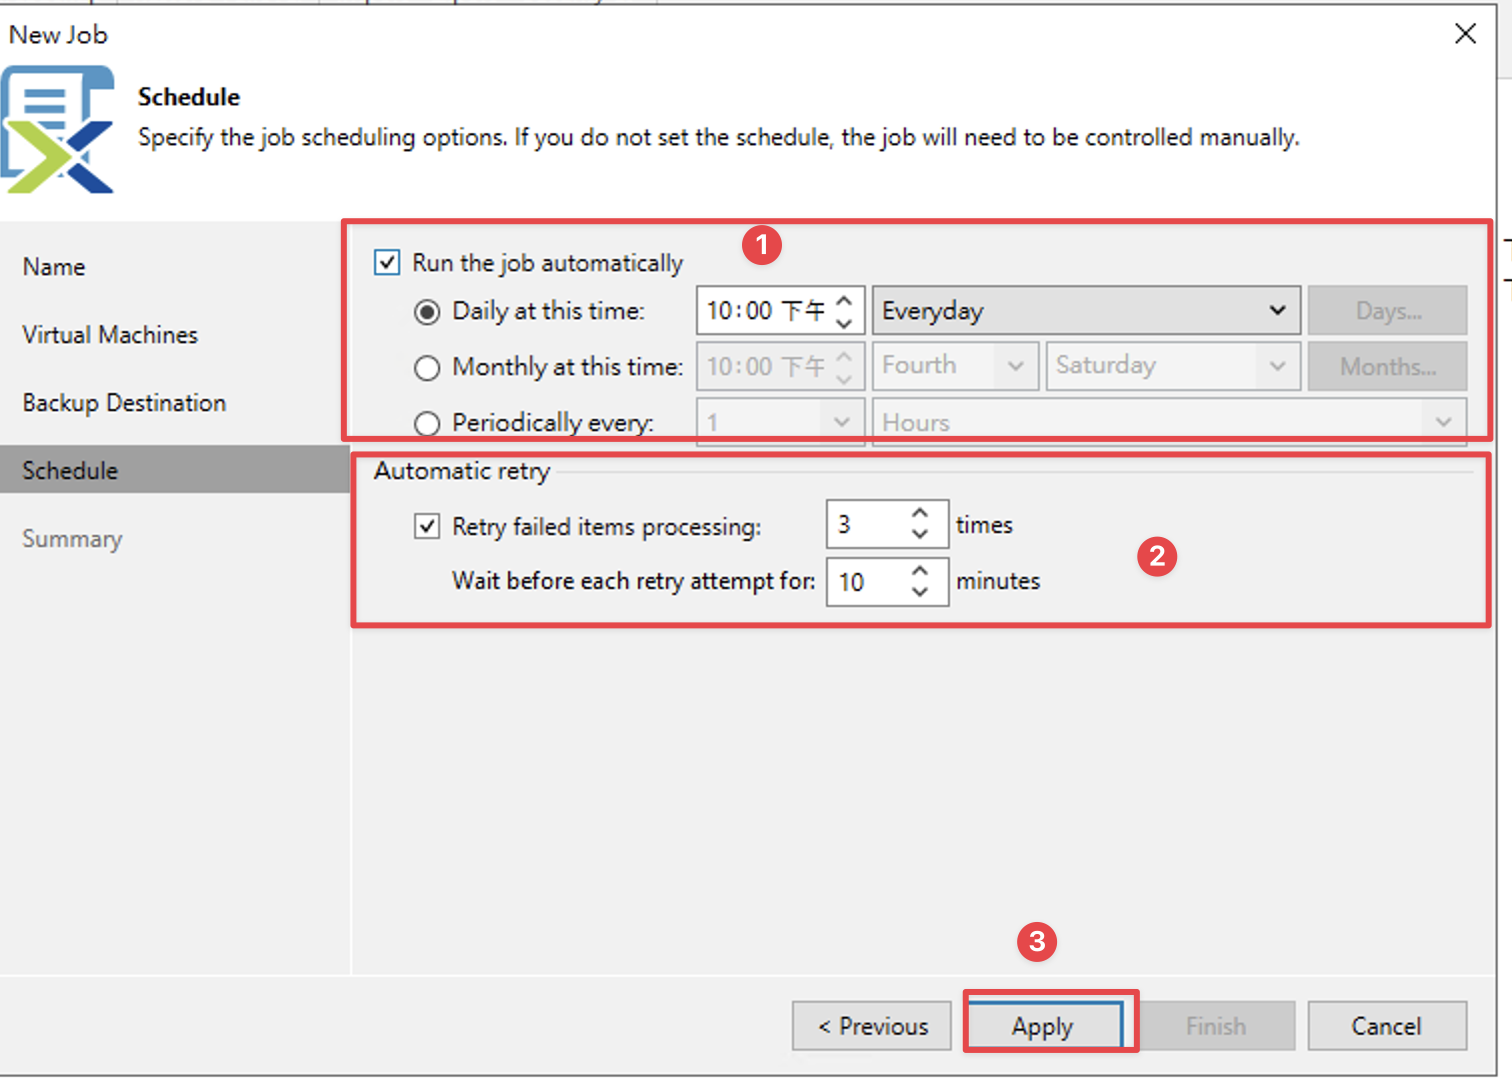 New Job
Schedule
Specify the job scheduling options. If you do not set the schedule, the job will need to be controlled manually.
Name
Virtual Machines
Backup Destination
Schedule
Summary
1
Run the job automatically
Daily at this time: 10:00 下午 Everyday Days...
Monthly at this time: 10:00 下午 Fourth Saturday Months...
Periodically every: 1 Hours
Automatic retry
Retry failed items processing: 3 times
Wait before each retry attempt for: 10 minutes
2
3
< Previous Apply Finish Cancel